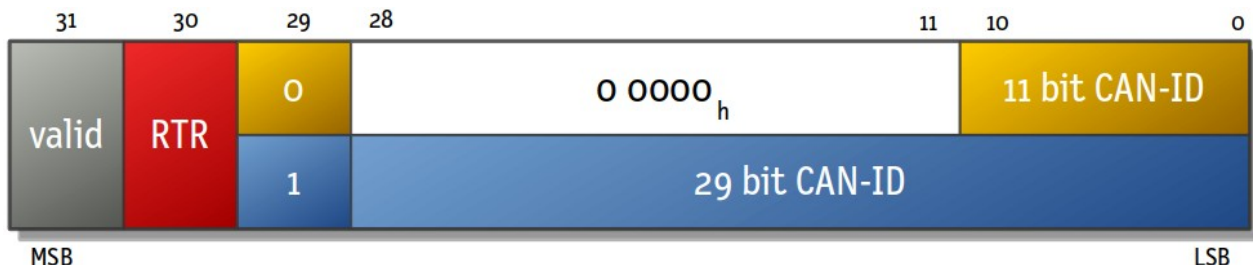 31 30 29 28 11 10 0
valid RTR 0 0 0000h 11 bit CAN-ID
1 29 bit CAN-ID
MSB LSB